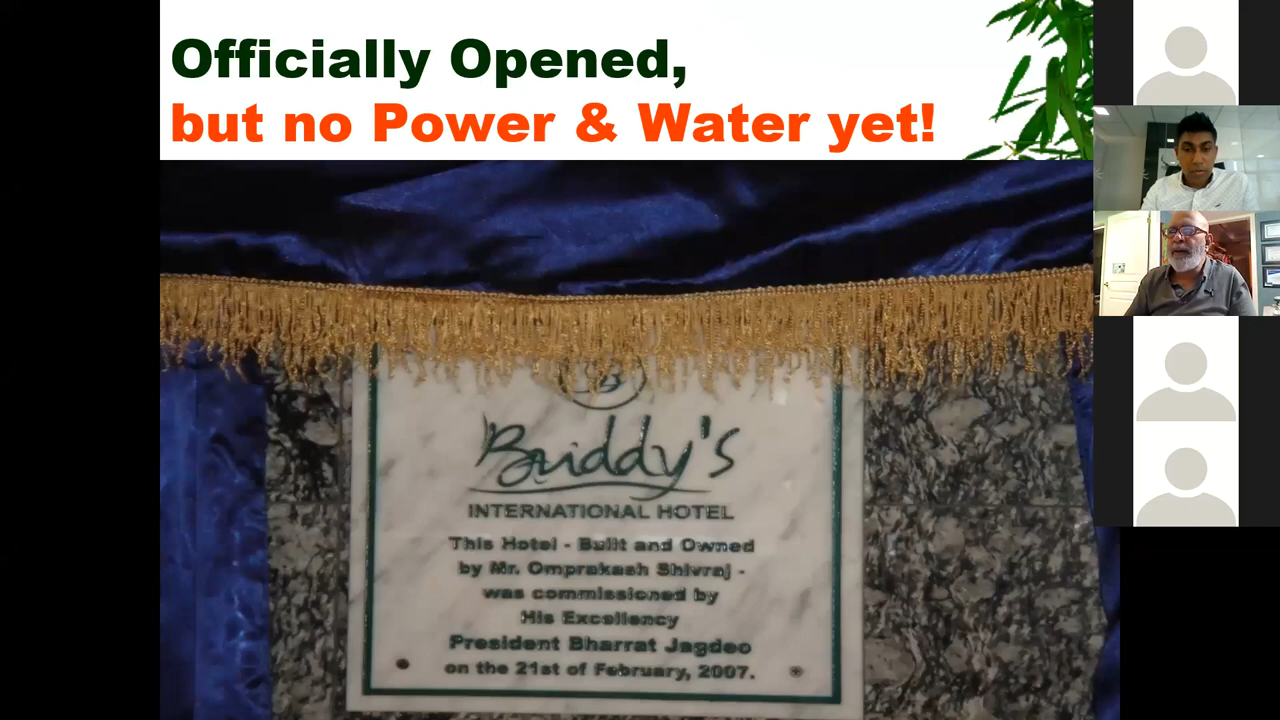 Officially Opened,
but no Power & Water yet!
Buddy's
INTERNATIONAL HOTEL
This Hotel - Built and Owned
by Mr. Omprakash Shivraj -
was commissioned by
His Excellency
President Bharrat Jagdeo
on the 21st of February, 2007.